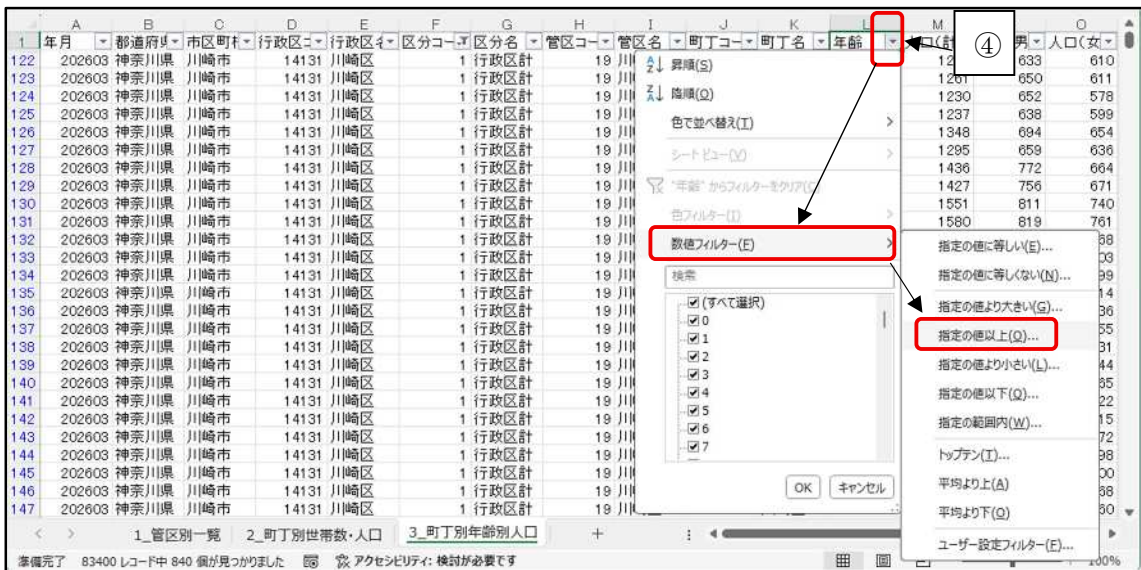 A B C D E F G H I J K L M O
1 年月 都道府県 市区町村 行政区コ 行政区名 区分コー 区分名 管区コー 管区名 町丁コー 町丁名 年齢 人口(計 男 人口(女
④
122 202603 神奈川県 川崎市 14131 川崎区 1 行政区計 19 633 610
123 202603 神奈川県 川崎市 14131 川崎区 1 行政区計 19 1261 650 611
124 202603 神奈川県 川崎市 14131 川崎区 1 行政区計 19 1230 652 578
125 202603 神奈川県 川崎市 14131 川崎区 1 行政区計 19 1237 638 599
126 202603 神奈川県 川崎市 14131 川崎区 1 行政区計 19 1348 694 654
127 202603 神奈川県 川崎市 14131 川崎区 1 行政区計 19 1295 659 636
128 202603 神奈川県 川崎市 14131 川崎区 1 行政区計 19 1436 772 664
129 202603 神奈川県 川崎市 14131 川崎区 1 行政区計 19 1427 756 671
130 202603 神奈川県 川崎市 14131 川崎区 1 行政区計 19 1551 811 740
131 202603 神奈川県 川崎市 14131 川崎区 1 行政区計 19 1580 819 761
132 202603 神奈川県 川崎市 14131 川崎区 1 行政区計 19 68
133 202603 神奈川県 川崎市 14131 川崎区 1 行政区計 19 03
134 202603 神奈川県 川崎市 14131 川崎区 1 行政区計 19 99
135 202603 神奈川県 川崎市 14131 川崎区 1 行政区計 19 14
136 202603 神奈川県 川崎市 14131 川崎区 1 行政区計 19 36
137 202603 神奈川県 川崎市 14131 川崎区 1 行政区計 19 55
138 202603 神奈川県 川崎市 14131 川崎区 1 行政区計 19 31
139 202603 神奈川県 川崎市 14131 川崎区 1 行政区計 19 44
140 202603 神奈川県 川崎市 14131 川崎区 1 行政区計 19 65
141 202603 神奈川県 川崎市 14131 川崎区 1 行政区計 19 22
142 202603 神奈川県 川崎市 14131 川崎区 1 行政区計 19 15
143 202603 神奈川県 川崎市 14131 川崎区 1 行政区計 19 72
144 202603 神奈川県 川崎市 14131 川崎区 1 行政区計 19 98
145 202603 神奈川県 川崎市 14131 川崎区 1 行政区計 19 00
146 202603 神奈川県 川崎市 14131 川崎区 1 行政区計 19 68
147 202603 神奈川県 川崎市 14131 川崎区 1 行政区計 19 60
昇順(S)
降順(O)
色で並べ替え(T)
シート ビュー(V)
"年齢" からフィルターをクリア(C)
色フィルター(I)
数値フィルター(F)
検索
(すべて選択)
0
1
2
3
4
5
6
7
OK キャンセル
指定の値に等しい(E)...
指定の値に等しくない(N)...
指定の値より大きい(G)...
指定の値以上(O)...
指定の値より小さい(L)...
指定の値以下(Q)...
指定の範囲内(W)...
トップテン(T)...
平均より上(A)
平均より下(O)
ユーザー設定フィルター(F)...
1_管区別一覧 2_町丁別世帯数・人口 3_町丁別年齢別人口
準備完了 83400 レコード中 840 個が見つかりました アクセシビリティ: 検討が必要です 100%